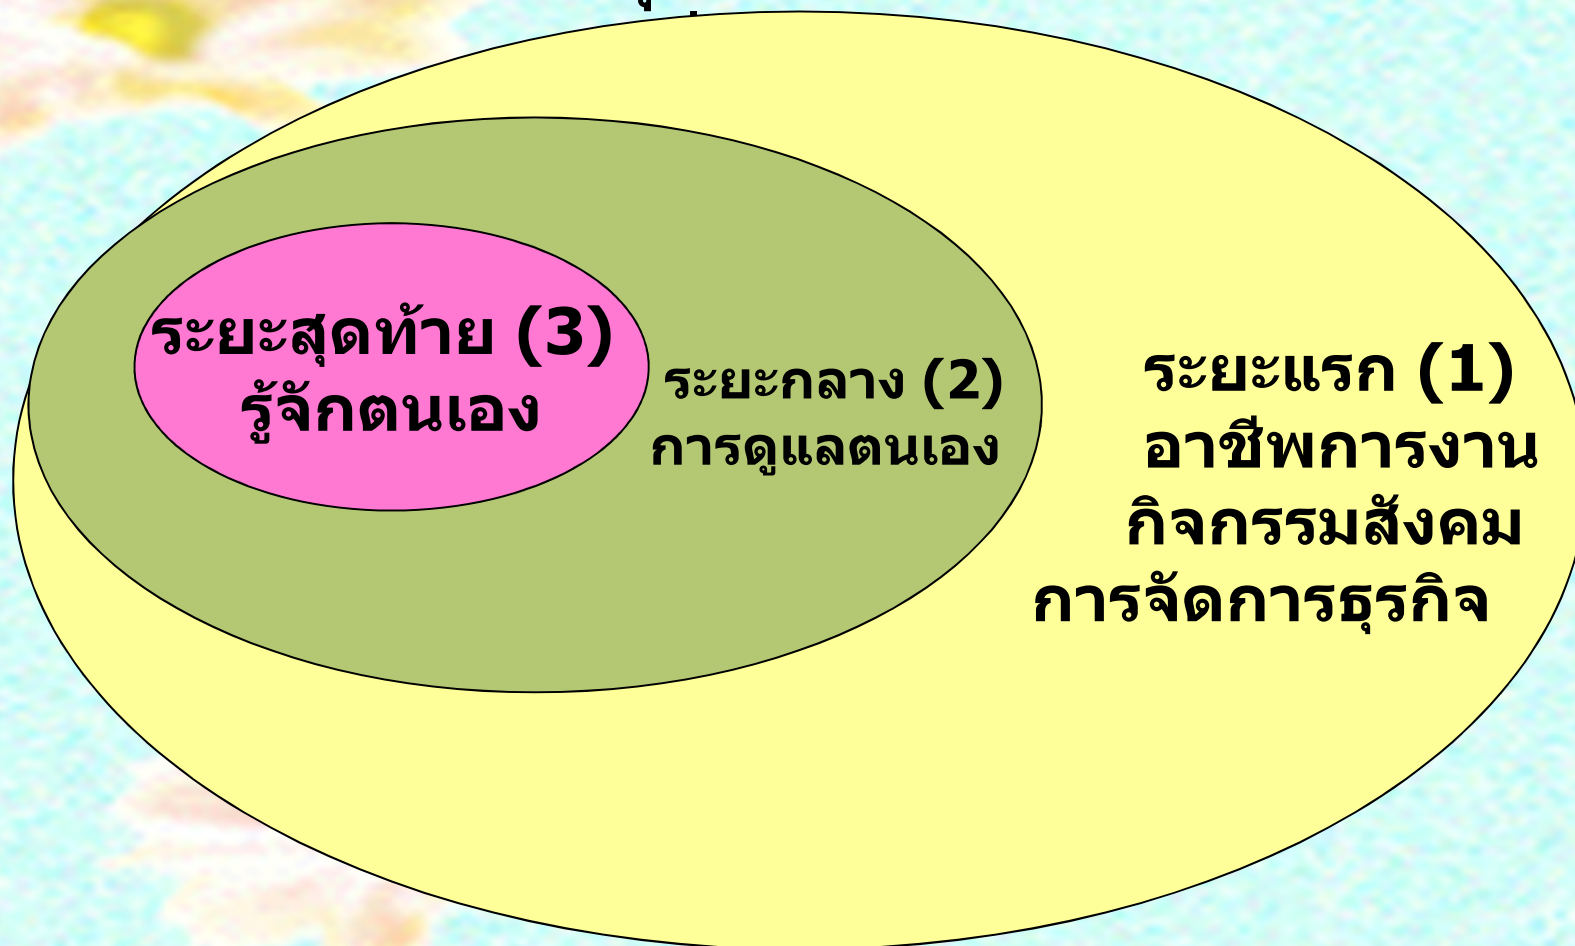 ระยะสุดท้าย (3)
รู้จักตนเอง
ระยะกลาง (2)
การดูแลตนเอง
ระยะแรก (1)
อาชีพการงาน
กิจกรรมสังคม
การจัดการธุรกิจ